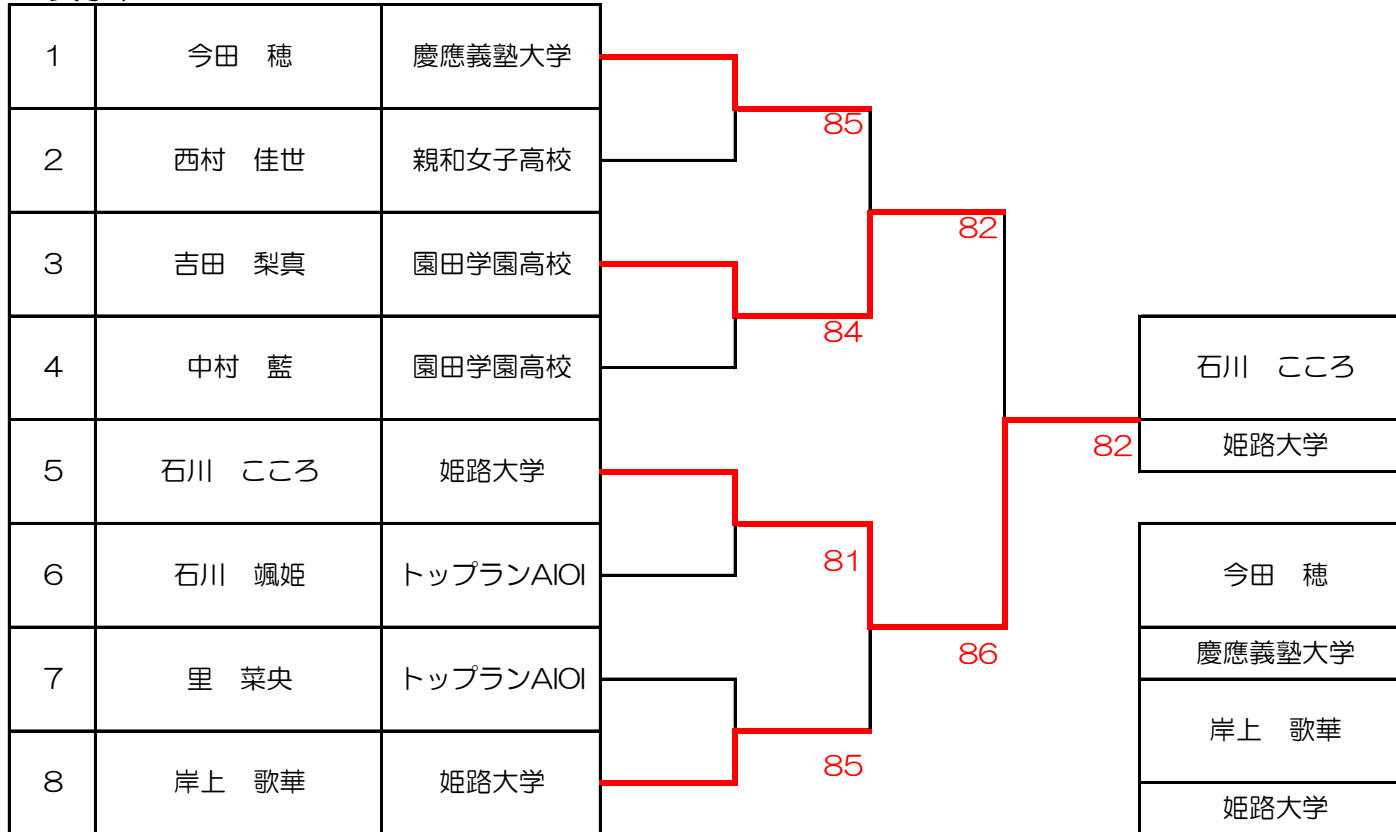 1 今田 穂 慶應義塾大学
85
2 西村 佳世 親和女子高校
82
3 吉田 梨真 園田学園高校
84
4 中村 藍 園田学園高校
石川 こころ
82 姫路大学
5 石川 こころ 姫路大学
81
6 石川 颯姫 トップランAIOI
今田 穂
86 慶應義塾大学
7 里 菜央 トップランAIOI
岸上 歌華
85
8 岸上 歌華 姫路大学
姫路大学